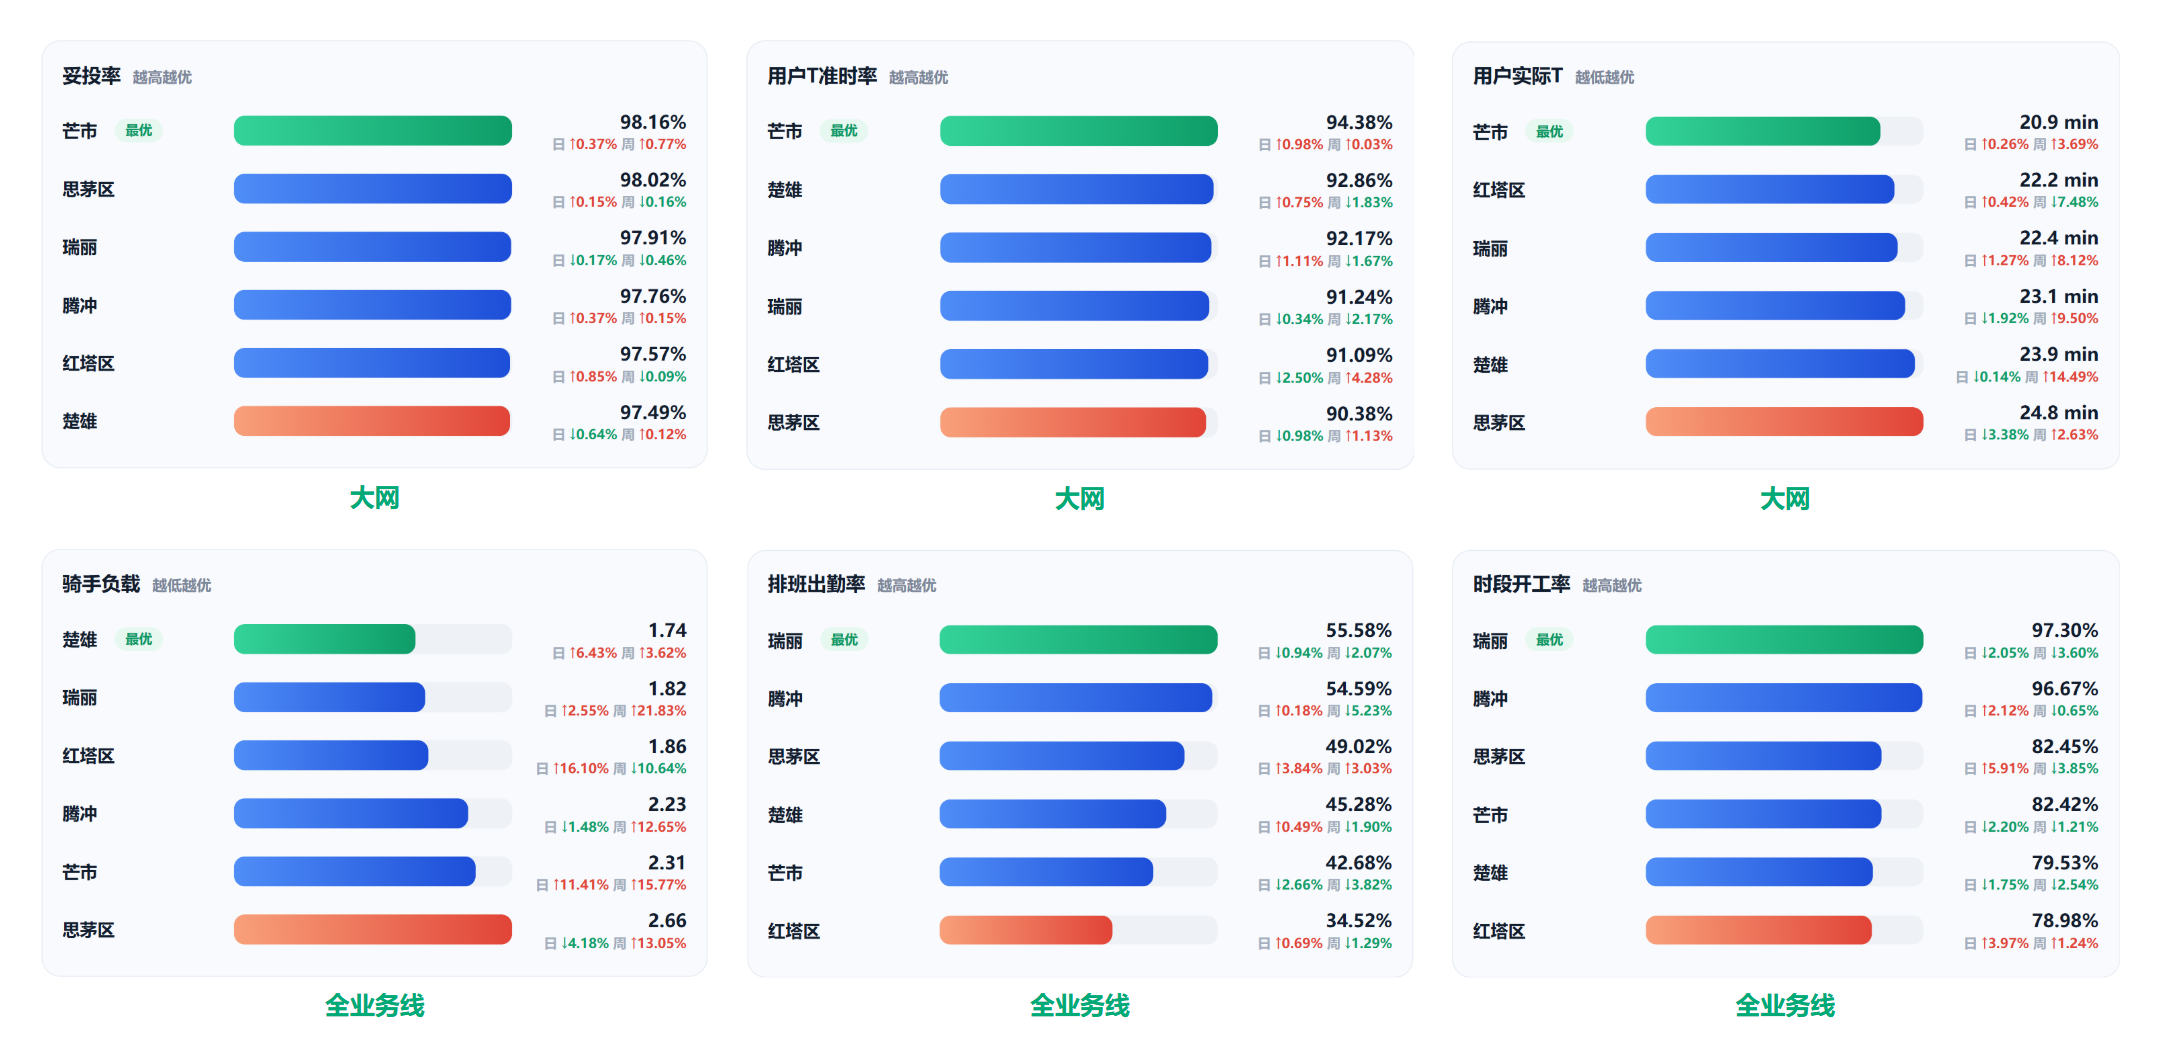 妥投率 越高越优
芒市 最优 98.16%
日 ↑0.37% 周 ↑0.77%
思茅区 98.02%
日 ↑0.15% 周 ↓0.16%
瑞丽 97.91%
日 ↓0.17% 周 ↓0.46%
腾冲 97.76%
日 ↑0.37% 周 ↑0.15%
红塔区 97.57%
日 ↑0.85% 周 ↓0.09%
楚雄 97.49%
日 ↓0.64% 周 ↑0.12%
大网
用户T准时率 越高越优
芒市 最优 94.38%
日 ↑0.98% 周 ↑0.03%
楚雄 92.86%
日 ↑0.75% 周 ↓1.83%
腾冲 92.17%
日 ↑1.11% 周 ↓1.67%
瑞丽 91.24%
日 ↓0.34% 周 ↓2.17%
红塔区 91.09%
日 ↓2.50% 周 ↑4.28%
思茅区 90.38%
日 ↓0.98% 周 ↑1.13%
大网
用户实际T 越低越优
芒市 最优 20.9 min
日 ↑0.26% 周 ↑3.69%
红塔区 22.2 min
日 ↑0.42% 周 ↓7.48%
瑞丽 22.4 min
日 ↑1.27% 周 ↑8.12%
腾冲 23.1 min
日 ↓1.92% 周 ↑9.50%
楚雄 23.9 min
日 ↓0.14% 周 ↑14.49%
思茅区 24.8 min
日 ↓3.38% 周 ↑2.63%
大网
骑手负载 越低越优
楚雄 最优 1.74
日 ↑6.43% 周 ↑3.62%
瑞丽 1.82
日 ↑2.55% 周 ↑21.83%
红塔区 1.86
日 ↑16.10% 周 ↓10.64%
腾冲 2.23
日 ↓1.48% 周 ↑12.65%
芒市 2.31
日 ↑11.41% 周 ↑15.77%
思茅区 2.66
日 ↓4.18% 周 ↑13.05%
全业务线
排班出勤率 越高越优
瑞丽 最优 55.58%
日 ↓0.94% 周 ↓2.07%
腾冲 54.59%
日 ↑0.18% 周 ↓5.23%
思茅区 49.02%
日 ↑3.84% 周 ↑3.03%
楚雄 45.28%
日 ↑0.49% 周 ↓1.90%
芒市 42.68%
日 ↓2.66% 周 ↓3.82%
红塔区 34.52%
日 ↑0.69% 周 ↓1.29%
全业务线
时段开工率 越高越优
瑞丽 最优 97.30%
日 ↓2.05% 周 ↓3.60%
腾冲 96.67%
日 ↑2.12% 周 ↓0.65%
思茅区 82.45%
日 ↑5.91% 周 ↓3.85%
芒市 82.42%
日 ↓2.20% 周 ↓1.21%
楚雄 79.53%
日 ↓1.75% 周 ↓2.54%
红塔区 78.98%
日 ↑3.97% 周 ↑1.24%
全业务线